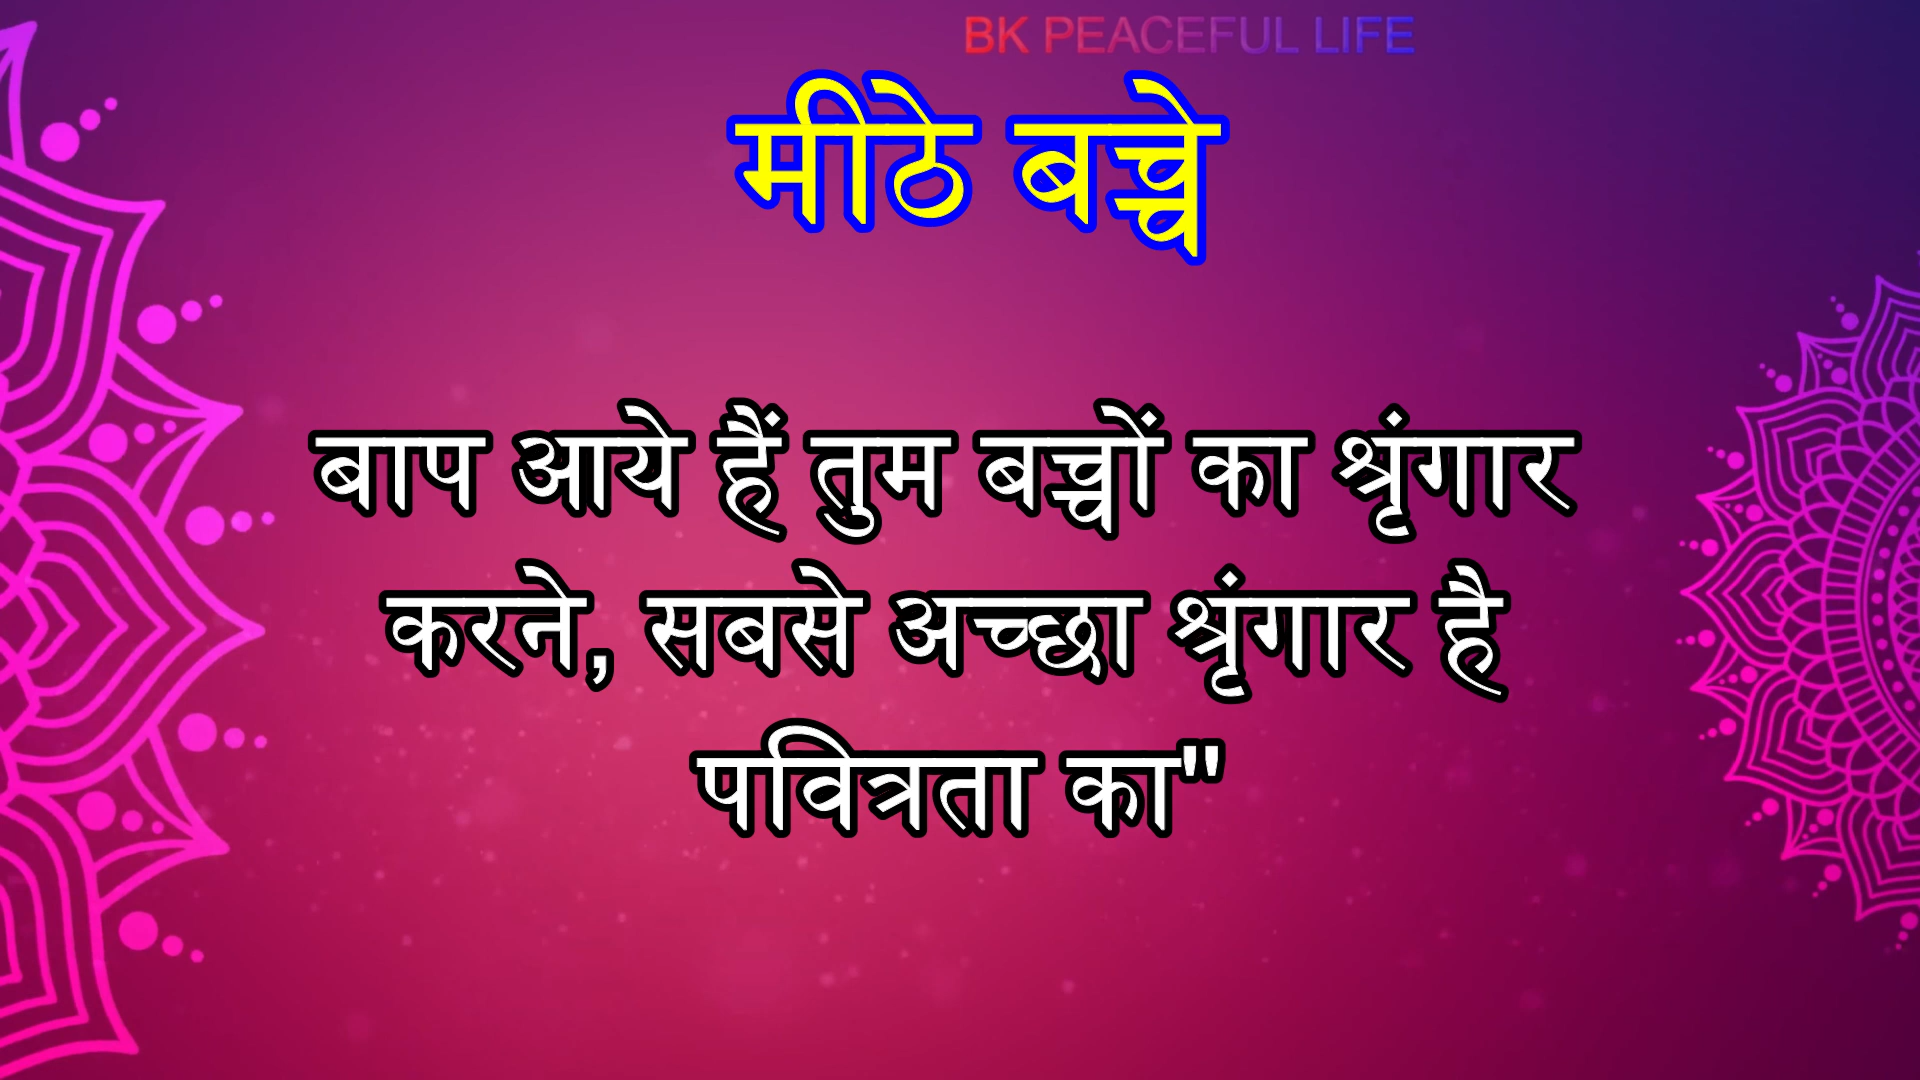 BK PEACEFUL LIFE
मीठे बच्चे
बाप आये हैं तुम बच्चों का श्रृंगार
करने, सबसे अच्छा श्रृंगार है
पवित्रता का"